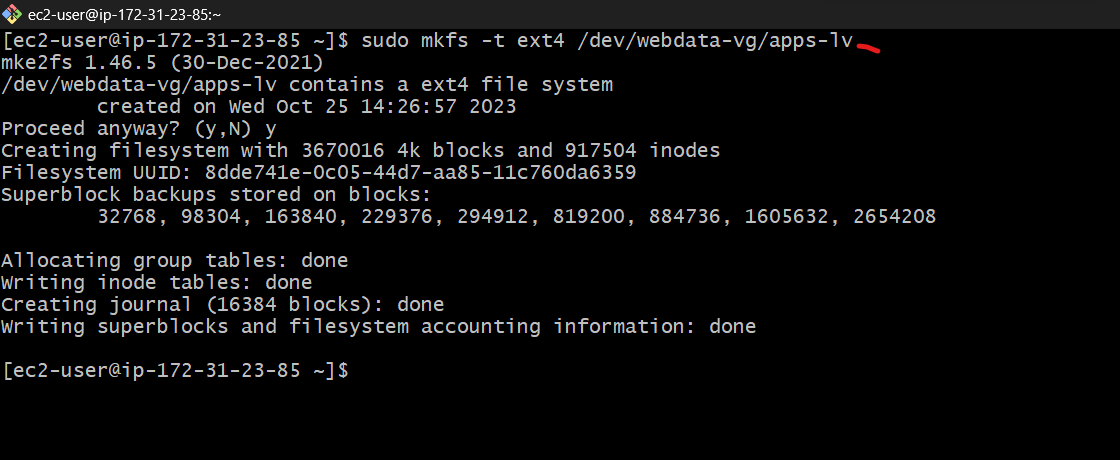 ec2-user@ip-172-31-23-85:~
[ec2-user@ip-172-31-23-85 ~]$ sudo mkfs -t ext4 /dev/webdata-vg/apps-lv
mke2fs 1.46.5 (30-Dec-2021)
/dev/webdata-vg/apps-lv contains a ext4 file system
        created on Wed Oct 25 14:26:57 2023
Proceed anyway? (y,N) y
Creating filesystem with 3670016 4k blocks and 917504 inodes
Filesystem UUID: 8dde741e-0c05-44d7-aa85-11c760da6359
Superblock backups stored on blocks:
        32768, 98304, 163840, 229376, 294912, 819200, 884736, 1605632, 2654208
Allocating group tables: done
Writing inode tables: done
Creating journal (16384 blocks): done
Writing superblocks and filesystem accounting information: done
[ec2-user@ip-172-31-23-85 ~]$